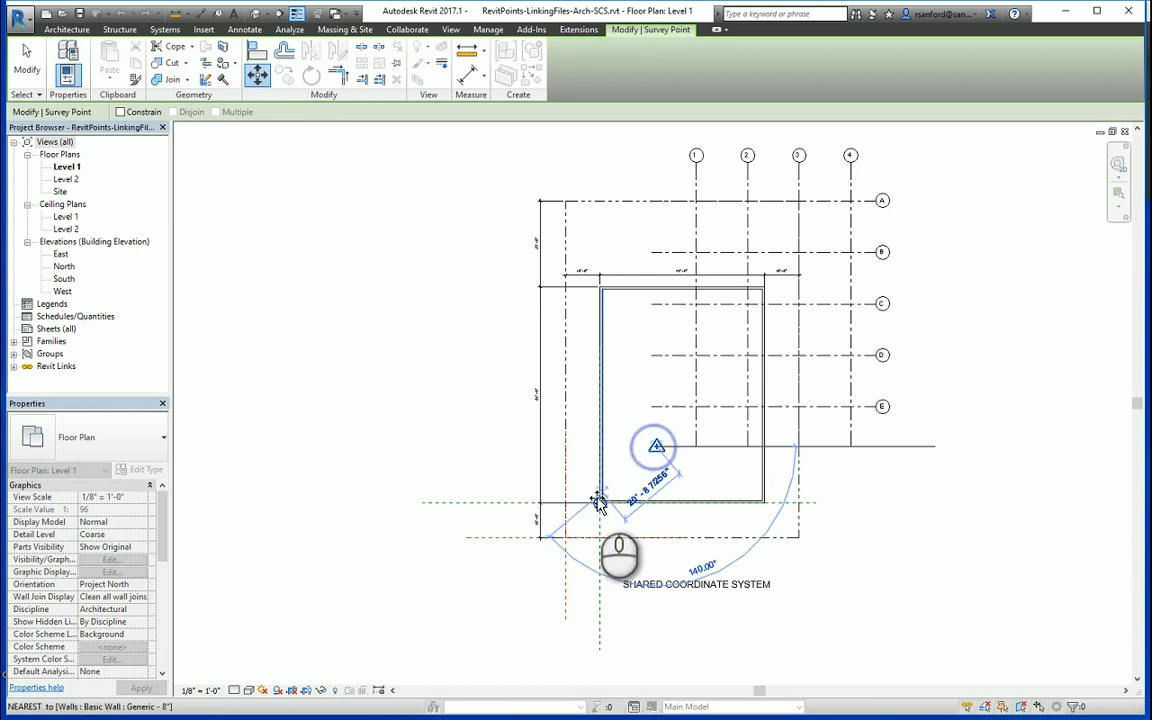 Autodesk Revit 2017.1 - RevitPoints-LinkingFiles-Arch-SCS.rvt - Floor Plan: Level 1
Type a keyword or phrase
rsanford@san...
Architecture Structure Systems Insert Annotate Analyze Massing & Site Collaborate View Manage Add-Ins Extensions Modify | Survey Point
Modify
Properties
Paste
Cope
Cut
Join
Select
Properties
Clipboard
Geometry
Modify
View
Measure
Create
Modify | Survey Point
Constrain
Disjoin
Multiple
Project Browser - RevitPoints-LinkingFil...
Views (all)
Floor Plans
Level 1
Level 2
Site
Ceiling Plans
Level 1
Level 2
Elevations (Building Elevation)
East
North
South
West
Legends
Schedules/Quantities
Sheets (all)
Families
Groups
Revit Links
Properties
Floor Plan
Floor Plan: Level 1
Edit Type
Graphics
View Scale 1/8" = 1'-0"
Scale Value 1: 96
Display Model Normal
Detail Level Coarse
Parts Visibility Show Original
Visibility/Graph... Edit...
Graphic Display... Edit...
Orientation Project North
Wall Join Display Clean all wall joins
Discipline Architectural
Show Hidden Li... By Discipline
Color Scheme L... Background
Color Scheme <none>
System Color S... Edit...
Default Analysi... None
Properties help
Apply
1 2 3 4
A
B
C
D
E
20' - 8 7/256"
140.00°
SHARED COORDINATE SYSTEM
1/8" = 1'-0"
NEAREST to [Walls : Basic Wall : Generic - 8"]
:0
Main Model
:0